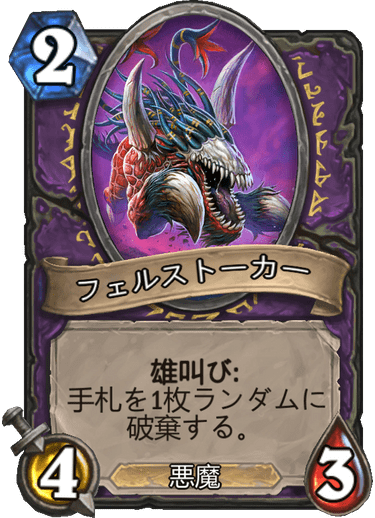 2
フェルストーカー
雄叫び:
手札を1枚ランダムに
破棄する。
4
悪魔
3